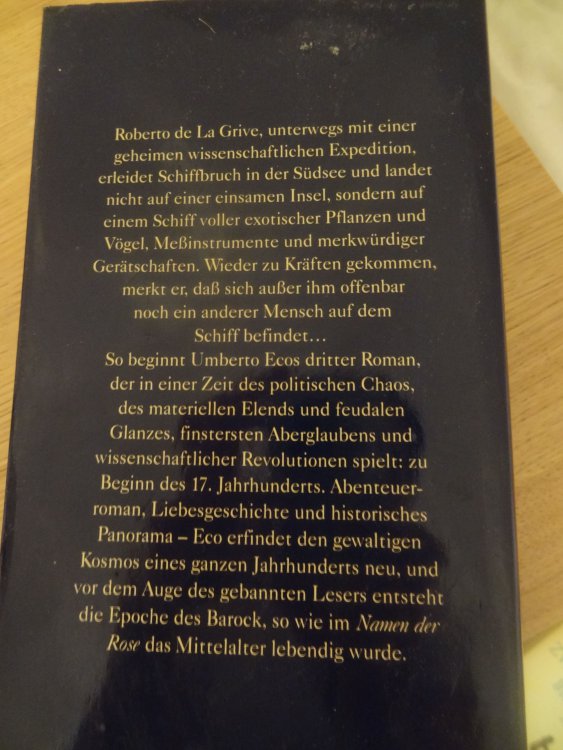 Roberto de La Grive, unterwegs mit einer
geheimen wissenschaftlichen Expedition,
erleidet Schiffbruch in der Südsee und landet
nicht auf einer einsamen Insel, sondern auf
einem Schiff voller exotischer Pflanzen und
Vögel, Meßinstrumente und merkwürdiger
Gerätschaften. Wieder zu Kräften gekommen,
merkt er, daß sich außer ihm offenbar
noch ein anderer Mensch auf dem
Schiff befindet...
So beginnt Umberto Ecos dritter Roman,
der in einer Zeit des politischen Chaos,
des materiellen Elends und feudalen
Glanzes, finstersten Aberglaubens und
wissenschaftlicher Revolutionen spielt: zu
Beginn des 17. Jahrhunderts. Abenteuer-
roman, Liebesgeschichte und historisches
Panorama – Eco erfindet den gewaltigen
Kosmos eines ganzen Jahrhunderts neu, und
vor dem Auge des gebannten Lesers entsteht
die Epoche des Barock, so wie im Namen der
Rose das Mittelalter lebendig wurde.